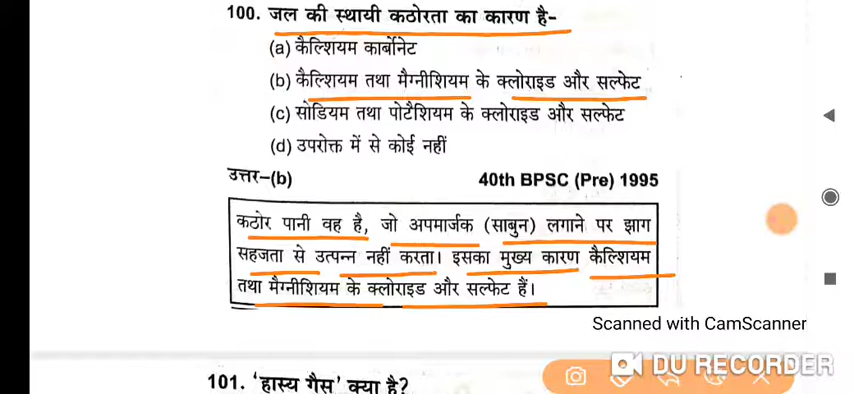 100. जल की स्थायी कठोरता का कारण है-
(a) कैल्शियम कार्बोनेट
(b) कैल्शियम तथा मैग्नीशियम के क्लोराइड और सल्फेट
(c) सोडियम तथा पोटैशियम के क्लोराइड और सल्फेट
(d) उपरोक्त में से कोई नहीं
उत्तर-(b) 40th BPSC (Pre) 1995
कठोर पानी वह है, जो अपमार्जक (साबुन) लगाने पर झाग
सहजता से उत्पन्न नहीं करता। इसका मुख्य कारण कैल्शियम
तथा मैग्नीशियम के क्लोराइड और सल्फेट हैं।
Scanned with CamScanner
DU RECORDER
101. 'हास्य गैस' क्या है?